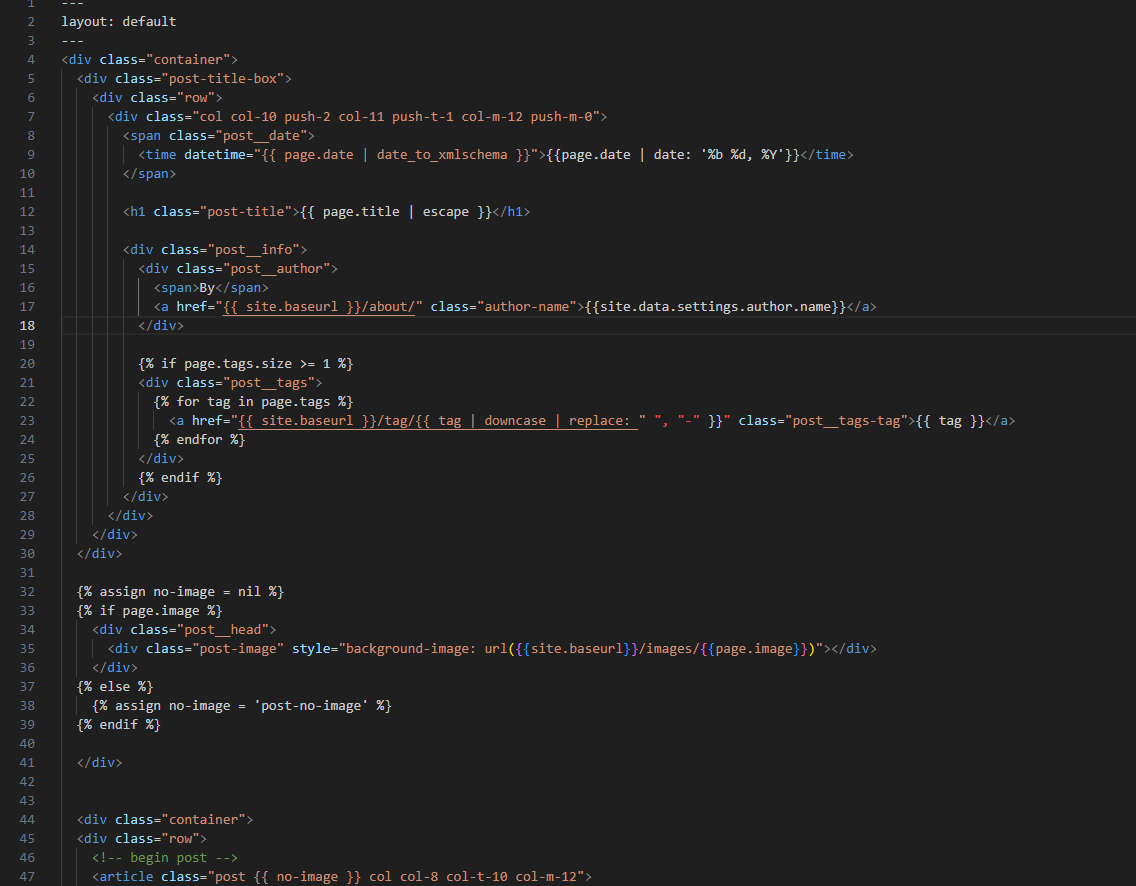 1 ---
2 layout: default
3 ---
4 <div class="container">
5 <div class="post-title-box">
6 <div class="row">
7 <div class="col col-10 push-2 col-11 push-t-1 col-m-12 push-m-0">
8 <span class="post__date">
9 <time datetime="{{ page.date | date_to_xmlschema }}">{{page.date | date: '%b %d, %Y'}}</time>
10 </span>
11
12 <h1 class="post-title">{{ page.title | escape }}</h1>
13
14 <div class="post__info">
15 <div class="post__author">
16 <span>By</span>
17 <a href="{{ site.baseurl }}/about/" class="author-name">{{site.data.settings.author.name}}</a>
18 </div>
19
20 {% if page.tags.size >= 1 %}
21 <div class="post__tags">
22 {% for tag in page.tags %}
23 <a href="{{ site.baseurl }}/tag/{{ tag | downcase | replace: " ", "-" }}" class="post__tags-tag">{{ tag }}</a>
24 {% endfor %}
25 </div>
26 {% endif %}
27 </div>
28 </div>
29 </div>
30 </div>
31
32 {% assign no-image = nil %}
33 {% if page.image %}
34 <div class="post__head">
35 <div class="post-image" style="background-image: url({{site.baseurl}}/images/{{page.image}})"></div>
36 </div>
37 {% else %}
38 {% assign no-image = 'post-no-image' %}
39 {% endif %}
40
41 </div>
42
43
44 <div class="container">
45 <div class="row">
46 <!-- begin post -->
47 <article class="post {{ no-image }} col col-8 col-t-10 col-m-12">